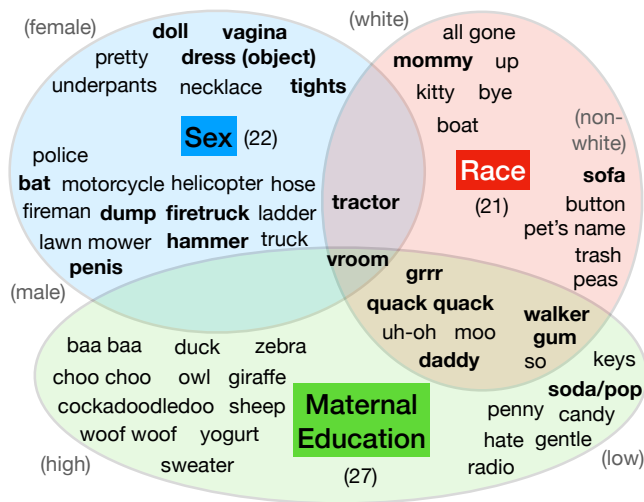 (female)
doll vagina
pretty dress (object)
underpants necklace tights
Sex (22)
police
bat motorcycle helicopter hose
fireman dump firetruck ladder
lawn mower hammer truck
penis
(male)
(white)
all gone
mommy up
kitty bye
boat
(non-
white)
Race
(21)
sofa
button
pet's name
trash
peas
tractor
vroom
grrr
quack quack
uh-oh moo
daddy
walker
gum
so
baa baa duck zebra
choo choo owl giraffe
cockadoodledoo sheep
woof woof yogurt
sweater
(high)
Maternal
Education
(27)
keys
soda/pop
penny candy
hate gentle
radio
(low)